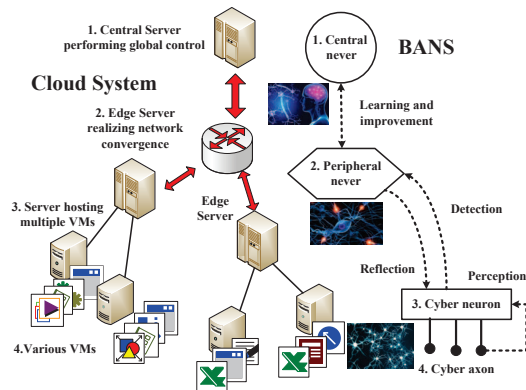 1. Central Server
performing global control
Cloud System
2. Edge Server
realizing network
convergence
Edge
Server
3. Server hosting
multiple VMs
4.Various VMs
BANS
1. Central
never
Learning and
improvement
2. Peripheral
never
Detection
Reflection
Perception
3. Cyber neuron
4. Cyber axon